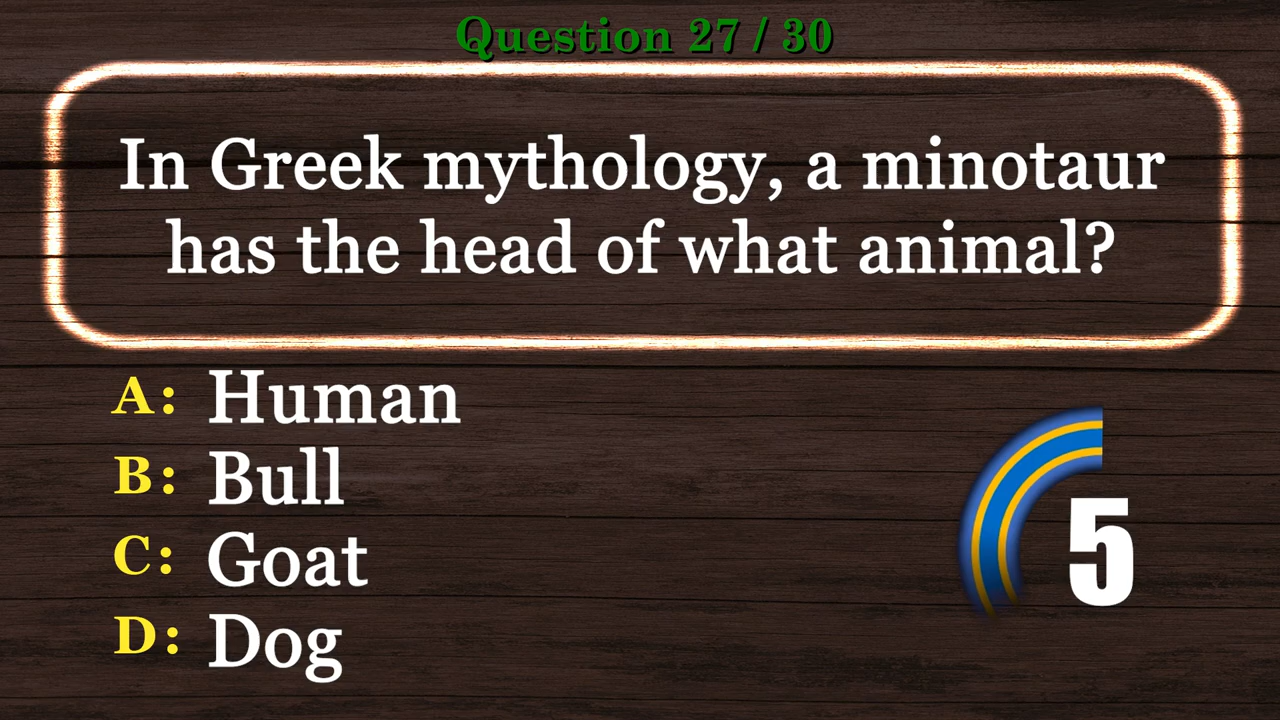 Question 27 / 30
In Greek mythology, a minotaur
has the head of what animal?
A: Human
B: Bull
C: Goat
D: Dog
5